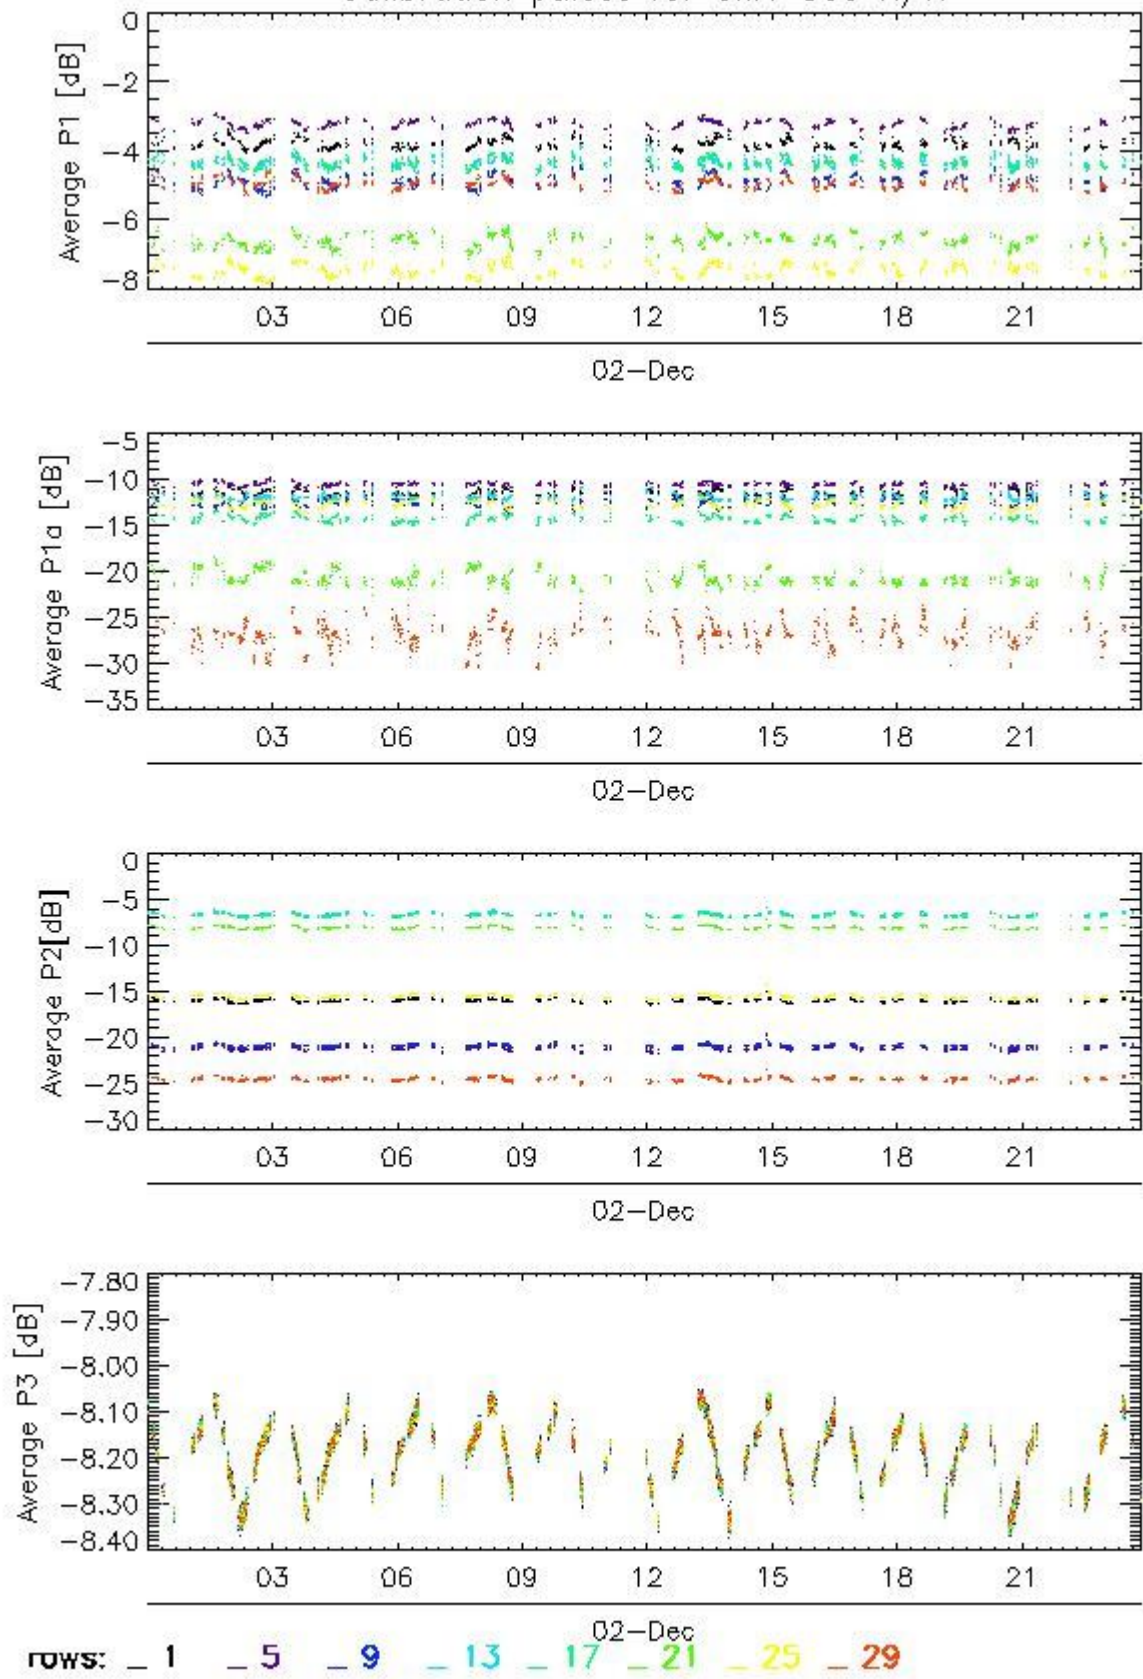 0
-2
-4
-6
-8
Average P1 [dB]
03 06 09 12 15 18 21
02-Dec
-5
-10
-15
-20
-25
-30
-35
Average P1a [dB]
03 06 09 12 15 18 21
02-Dec
0
-5
-10
-15
-20
-25
-30
Average P2[dB]
03 06 09 12 15 18 21
02-Dec
-7.80
-7.90
-8.00
-8.10
-8.20
-8.30
-8.40
Average P3 [dB]
03 06 09 12 15 18 21
02-Dec
rows: _ 1 _ 5 _ 9 _ 13 _ 17 _ 21 _ 25 _ 29